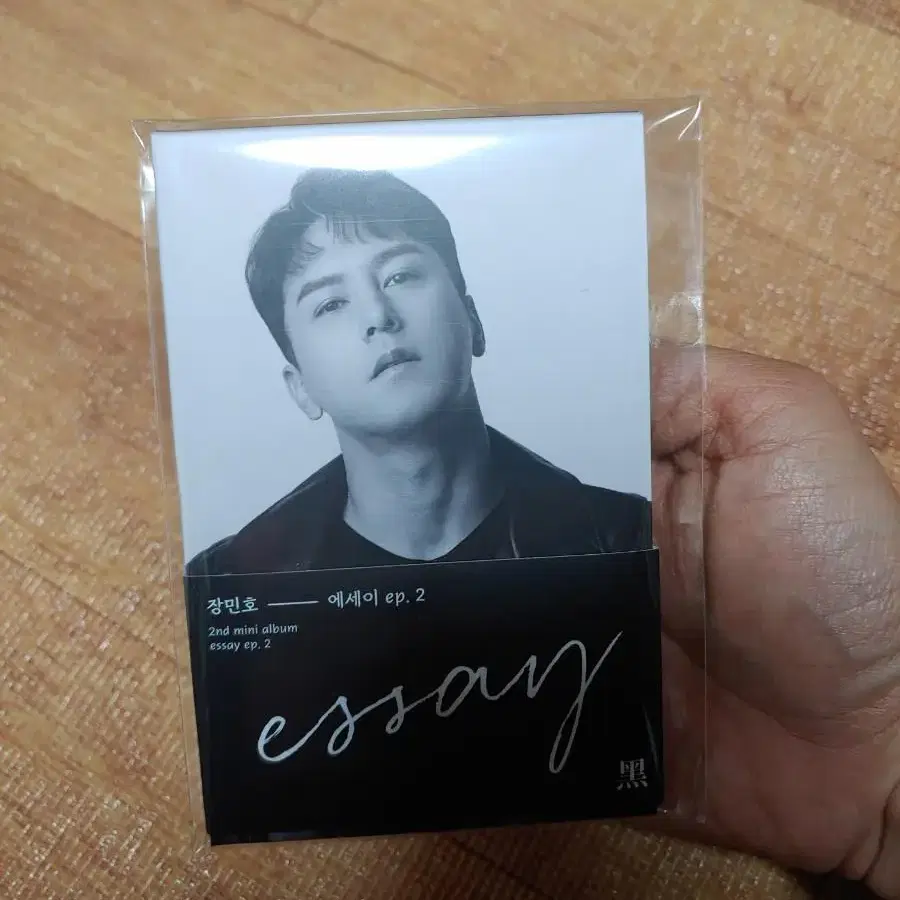 장민호 —— 에세이 ep. 2
2nd mini album
essay ep. 2
essay
黑